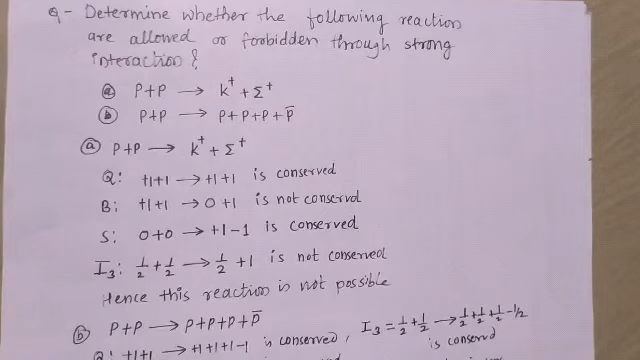 Q- Determine whether the following reaction
are allowed or forbidden through strong
interaction?
ⓐ P+P → K⁺ + Σ⁺
ⓑ P+P → P+P+P+P̅
ⓐ P+P → K⁺ + Σ⁺
Q: +1+1 → +1+1 is conserved
B: +1+1 → 0+1 is not conservd
S: 0+0 → +1-1 is conserved
I₃: 1/2 + 1/2 → 1/2 + 1 is not conserved
Hence this reaction is not possible
ⓑ P+P → P+P+P+P̅
I₃ = 1/2 + 1/2 → 1/2 + 1/2 + 1/2 - 1/2
Q: +1+1 → +1+1+1-1 is conserved,
is conservd